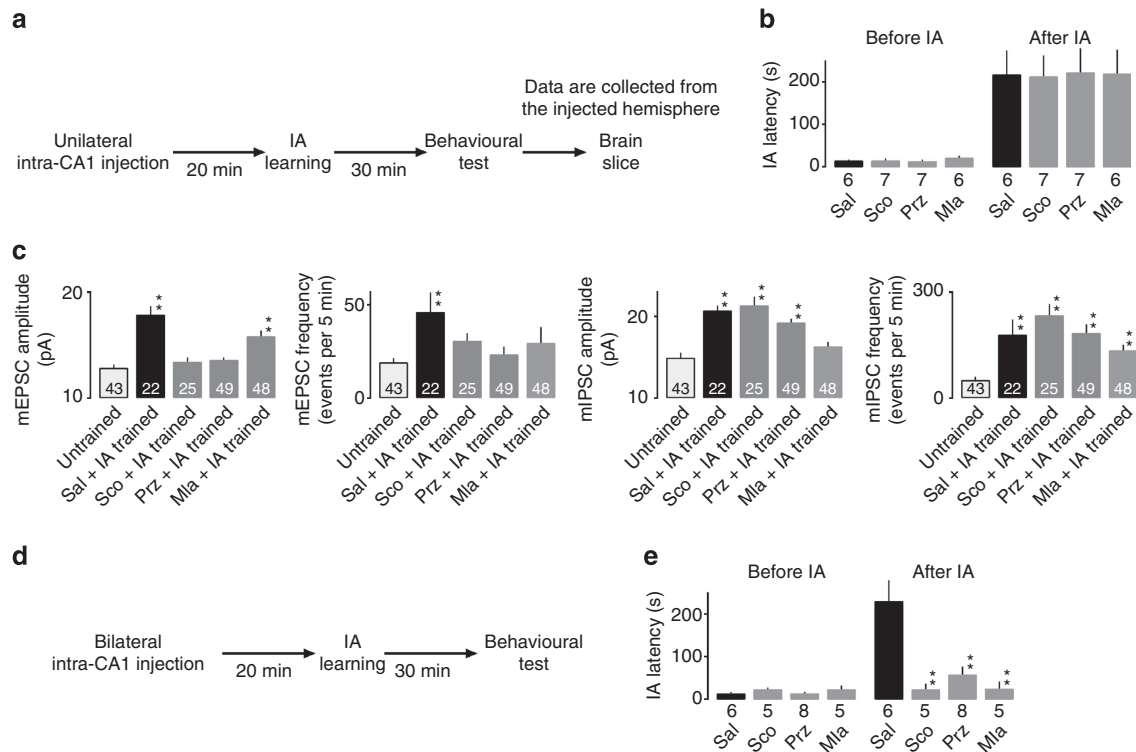 a
Data are collected from
the injected hemisphere
Unilateral
intra-CA1 injection
20 min
IA
learning
30 min
Behavioural
test
Brain
slice
b
Before IA
After IA
IA latency (s)
200
100
0
6 7 7 6 6 7 7 6
Sal Sco Prz Mla Sal Sco Prz Mla
c
mEPSC amplitude
(pA)
20
10
**
**
43 22 25 49 48
Untrained
Sal + IA trained
Sco + IA trained
Prz + IA trained
Mla + IA trained
mEPSC frequency
(events per 5 min)
50
0
**
43 22 25 49 48
Untrained
Sal + IA trained
Sco + IA trained
Prz + IA trained
Mla + IA trained
mIPSC amplitude
(pA)
20
10
**
**
**
43 22 25 49 48
Untrained
Sal + IA trained
Sco + IA trained
Prz + IA trained
Mla + IA trained
mIPSC frequency
(events per 5 min)
300
0
**
**
**
**
43 22 25 49 48
Untrained
Sal + IA trained
Sco + IA trained
Prz + IA trained
Mla + IA trained
d
Bilateral
intra-CA1 injection
20 min
IA
learning
30 min
Behavioural
test
e
Before IA
After IA
IA latency (s)
200
100
0
**
**
**
6 5 8 5 6 5 8 5
Sal Sco Prz Mla Sal Sco Prz Mla